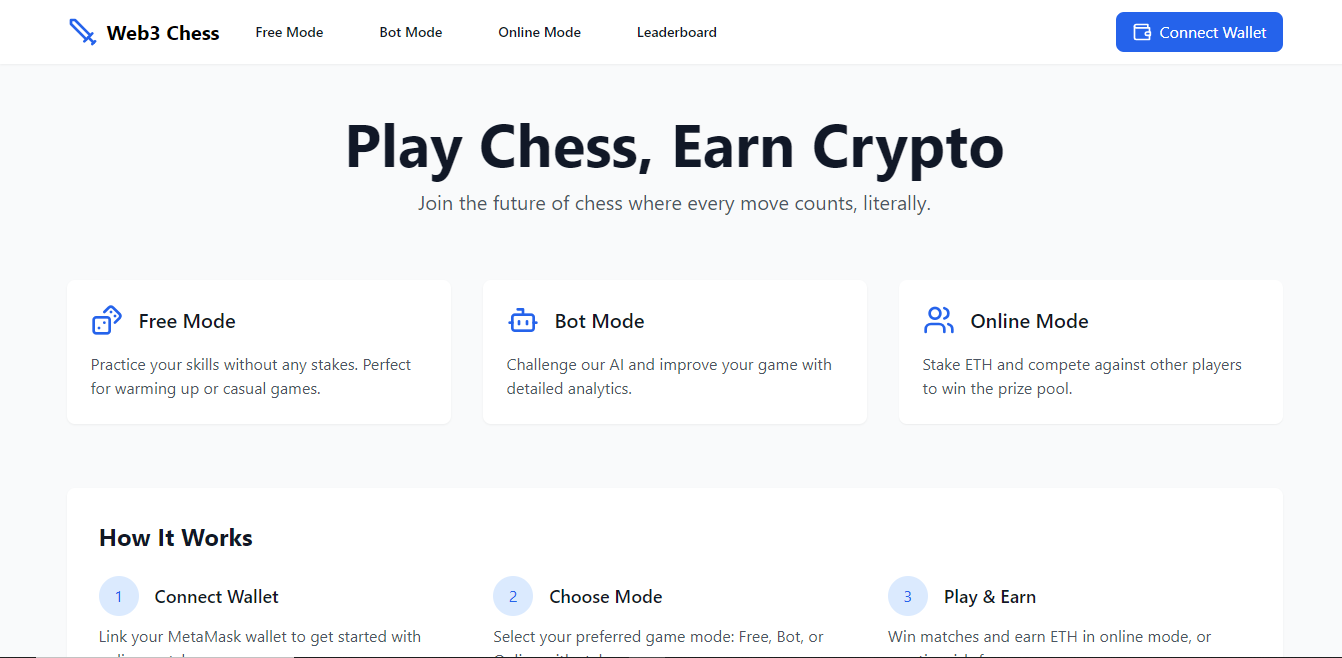 Web3 Chess
Free Mode
Bot Mode
Online Mode
Leaderboard
Connect Wallet
Play Chess, Earn Crypto
Join the future of chess where every move counts, literally.
Free Mode
Practice your skills without any stakes. Perfect
for warming up or casual games.
Bot Mode
Challenge our AI and improve your game with
detailed analytics.
Online Mode
Stake ETH and compete against other players
to win the prize pool.
How It Works
1 Connect Wallet
Link your MetaMask wallet to get started with
2 Choose Mode
Select your preferred game mode: Free, Bot, or
3 Play & Earn
Win matches and earn ETH in online mode, or